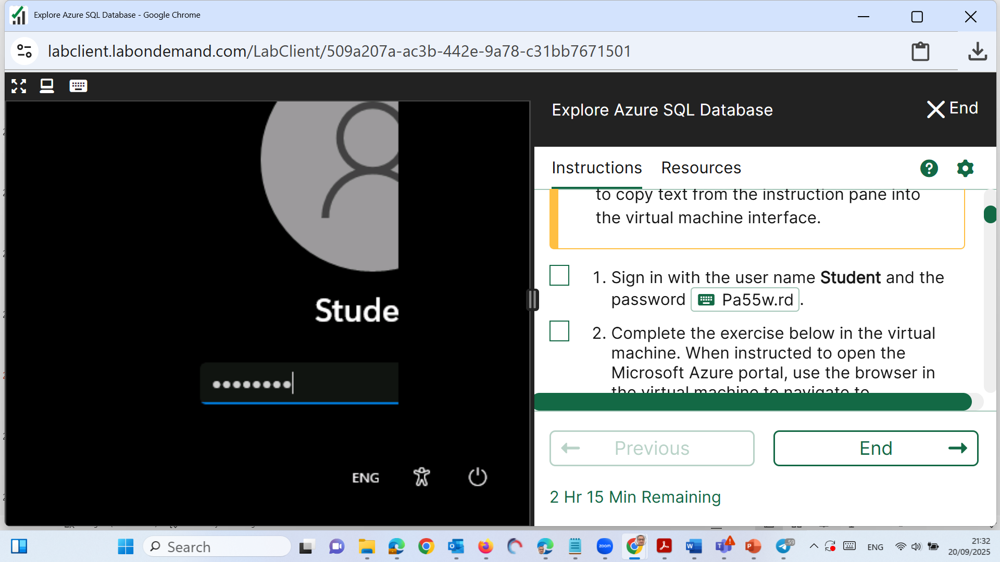 Explore Azure SQL Database - Google Chrome
labclient.labondemand.com/LabClient/509a207a-ac3b-442e-9a78-c31bb7671501
Explore Azure SQL Database
End
Instructions
Resources
to copy text from the instruction pane into
the virtual machine interface.
1. Sign in with the user name Student and the
password Pa55w.rd.
2. Complete the exercise below in the virtual
machine. When instructed to open the
Microsoft Azure portal, use the browser in
the virtual machine to navigate to
Stude
ENG
Previous
End
2 Hr 15 Min Remaining
Search
zoom
59
ENG
21:32
20/09/2025